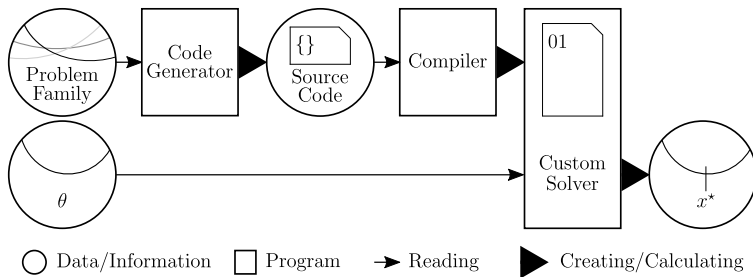 Problem
Family
Code
Generator
{}
Source
Code
Compiler
01
Custom
Solver
θ
x⋆
Data/Information
Program
Reading
Creating/Calculating